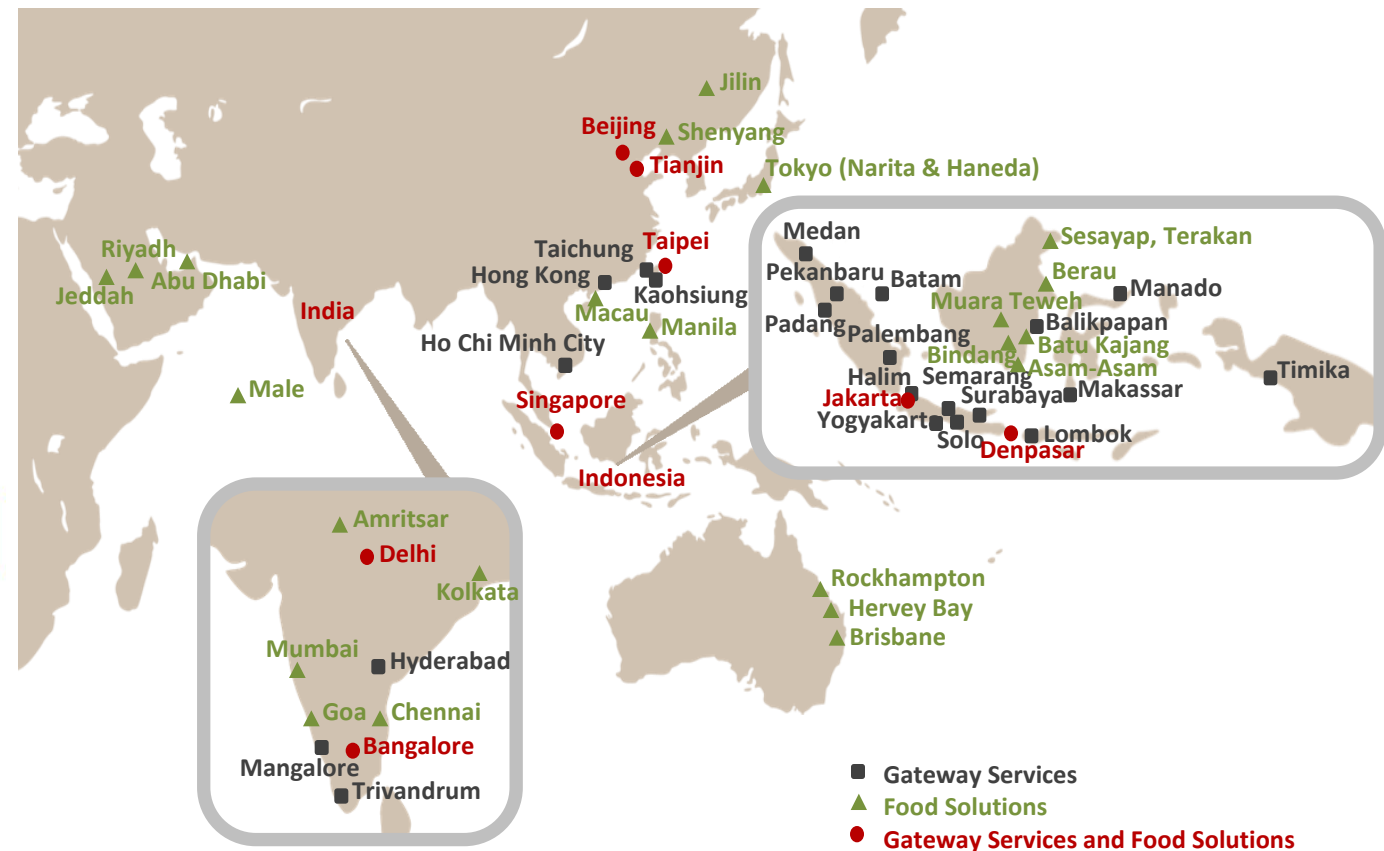 Jilin
Beijing
Shenyang
Tianjin
Tokyo (Narita & Haneda)
Riyadh
Abu Dhabi
Jeddah
India
Male
Taichung
Taipei
Hong Kong
Kaohsiung
Macau
Manila
Ho Chi Minh City
Singapore
Indonesia
Medan
Pekanbaru
Batam
Padang
Palembang
Halim
Jakarta
Semarang
Surabaya
Yogyakart
Solo
Denpasar
Lombok
Sesayap, Terakan
Berau
Muara Teweh
Manado
Balikpapan
Batu Kajang
Bindang
Asam-Asam
Makassar
Timika
Amritsar
Delhi
Kolkata
Mumbai
Hyderabad
Goa
Chennai
Bangalore
Mangalore
Trivandrum
Rockhampton
Hervey Bay
Brisbane
Gateway Services
Food Solutions
Gateway Services and Food Solutions